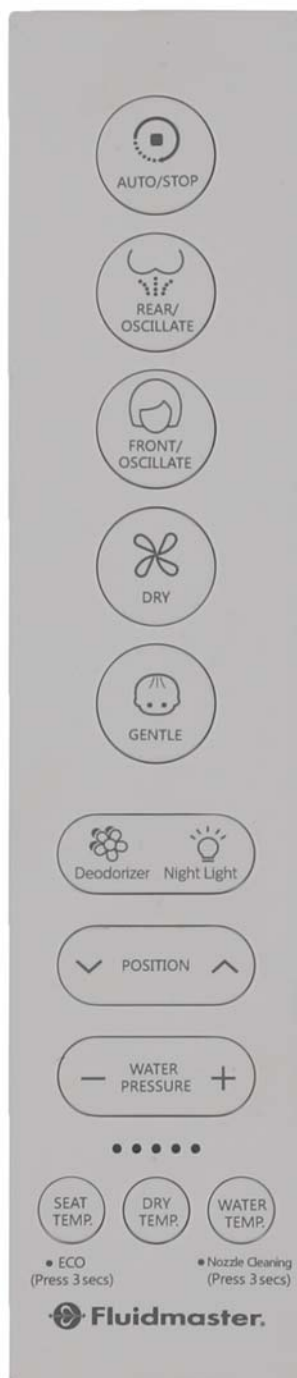 AUTO/STOP
REAR/
OSCILLATE
FRONT/
OSCILLATE
DRY
GENTLE
Deodorizer Night Light
POSITION
− WATER PRESSURE +
SEAT TEMP. DRY TEMP. WATER TEMP.
• ECO • Nozzle Cleaning
(Press 3 secs) (Press 3 secs)
Fluidmaster.